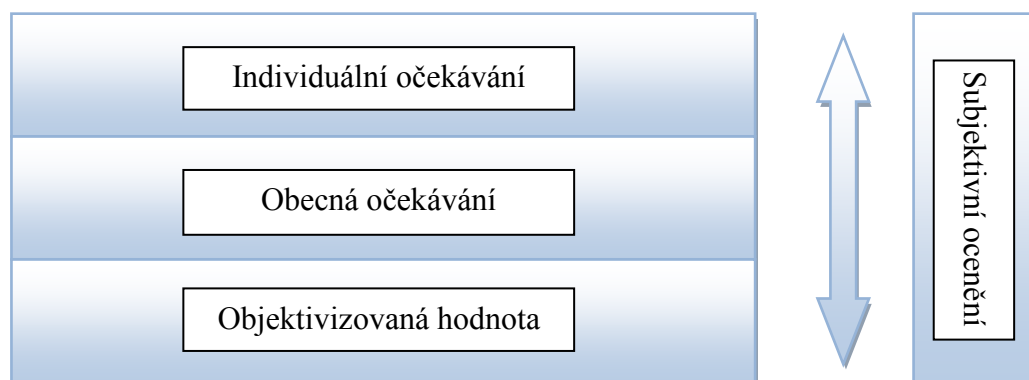 Individuální očekávání
Obecná očekávání
Objektivizovaná hodnota
Subjektivní ocenění